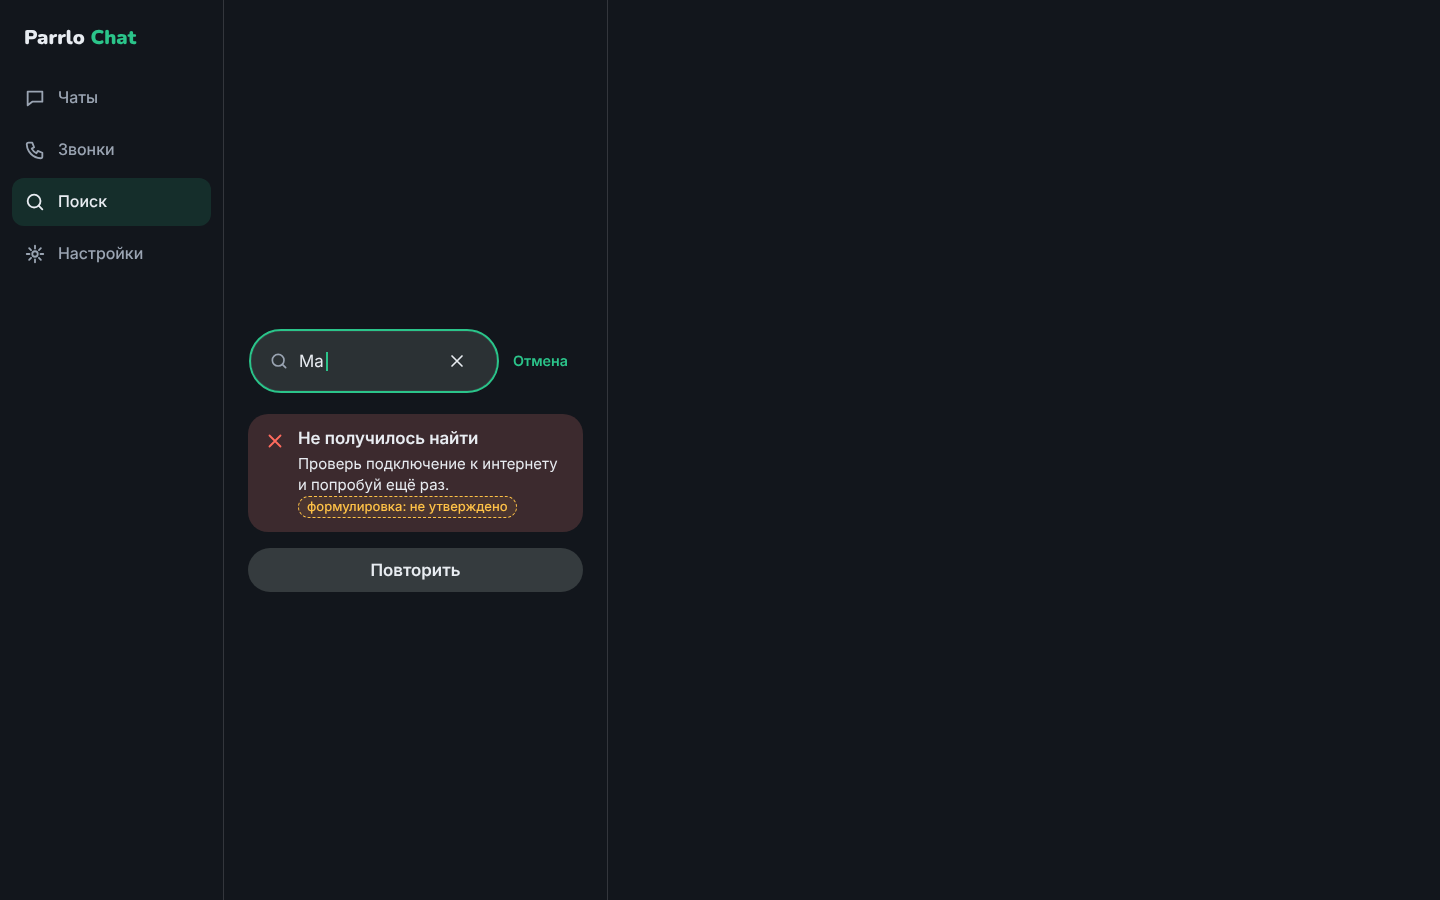 Parrlo Chat
Чаты
Звонки
Поиск
Настройки
Ма
Отмена
Не получилось найти
Проверь подключение к интернету
и попробуй ещё раз.
формулировка: не утверждено
Повторить